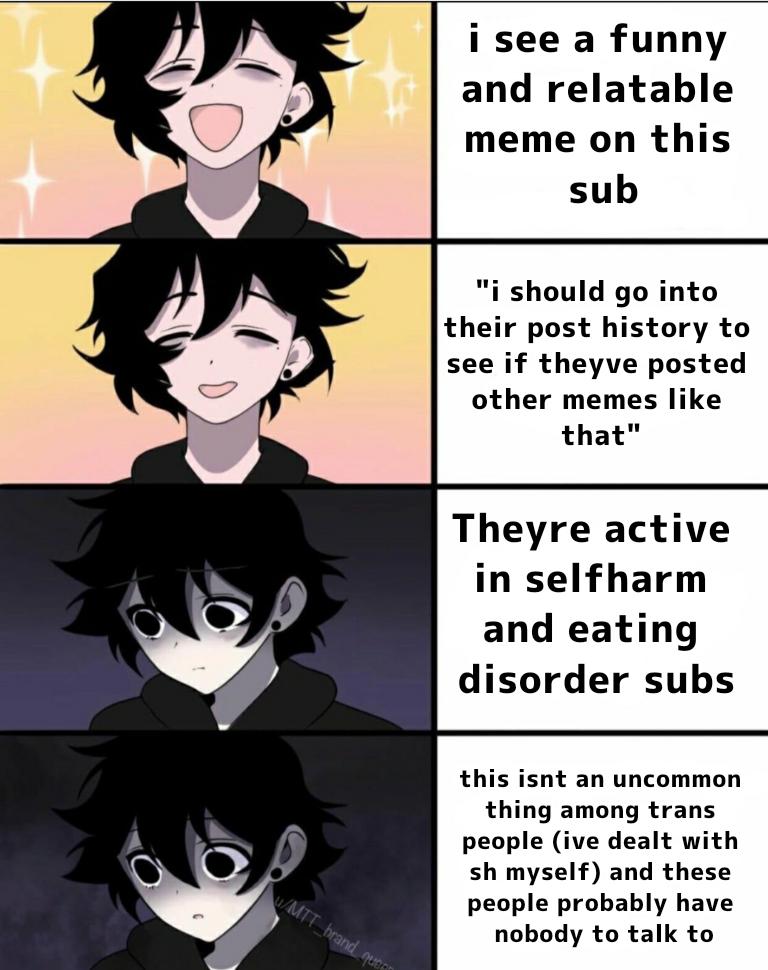 i see a funny
and relatable
meme on this
sub
"i should go into
their post history to
see if theyve posted
other memes like
that"
Theyre active
in selfharm
and eating
disorder subs
this isnt an uncommon
thing among trans
people (ive dealt with
sh myself) and these
people probably have
nobody to talk to
u/MTT_brand_queer